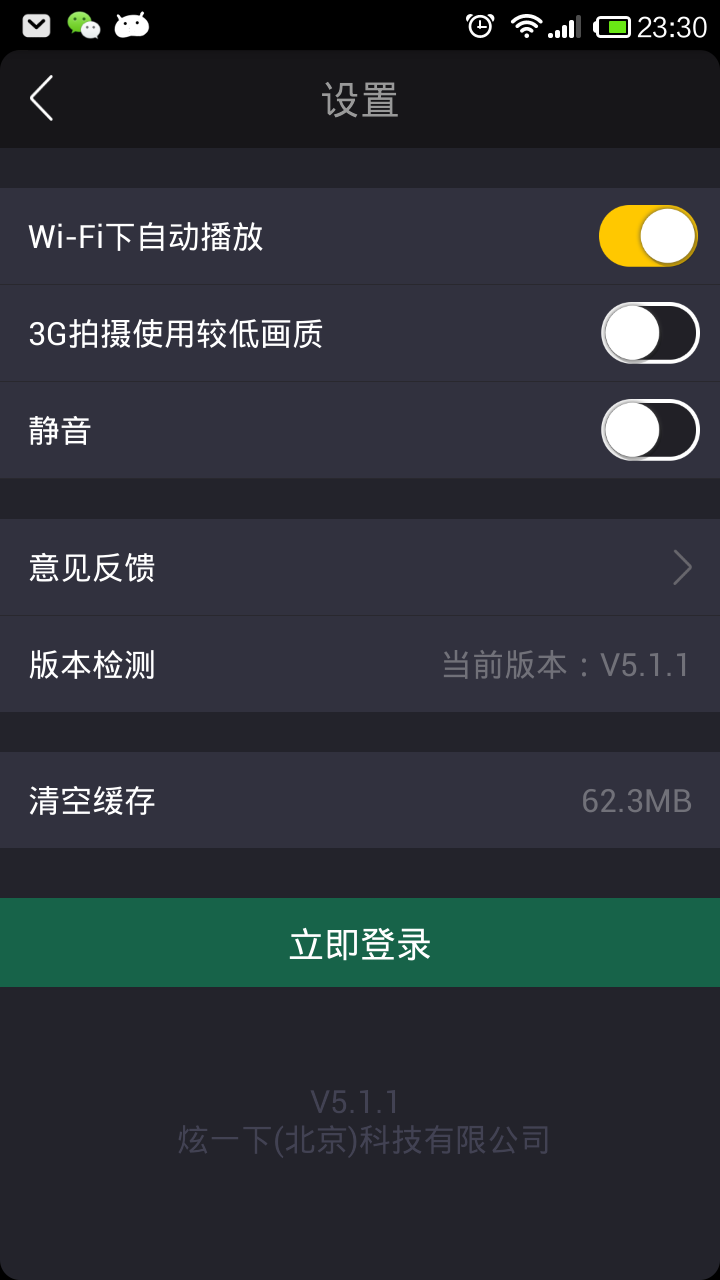 23:30
设置
Wi-Fi下自动播放
3G拍摄使用较低画质
静音
意见反馈
版本检测 当前版本：V5.1.1
清空缓存 62.3MB
立即登录
V5.1.1
炫一下(北京)科技有限公司